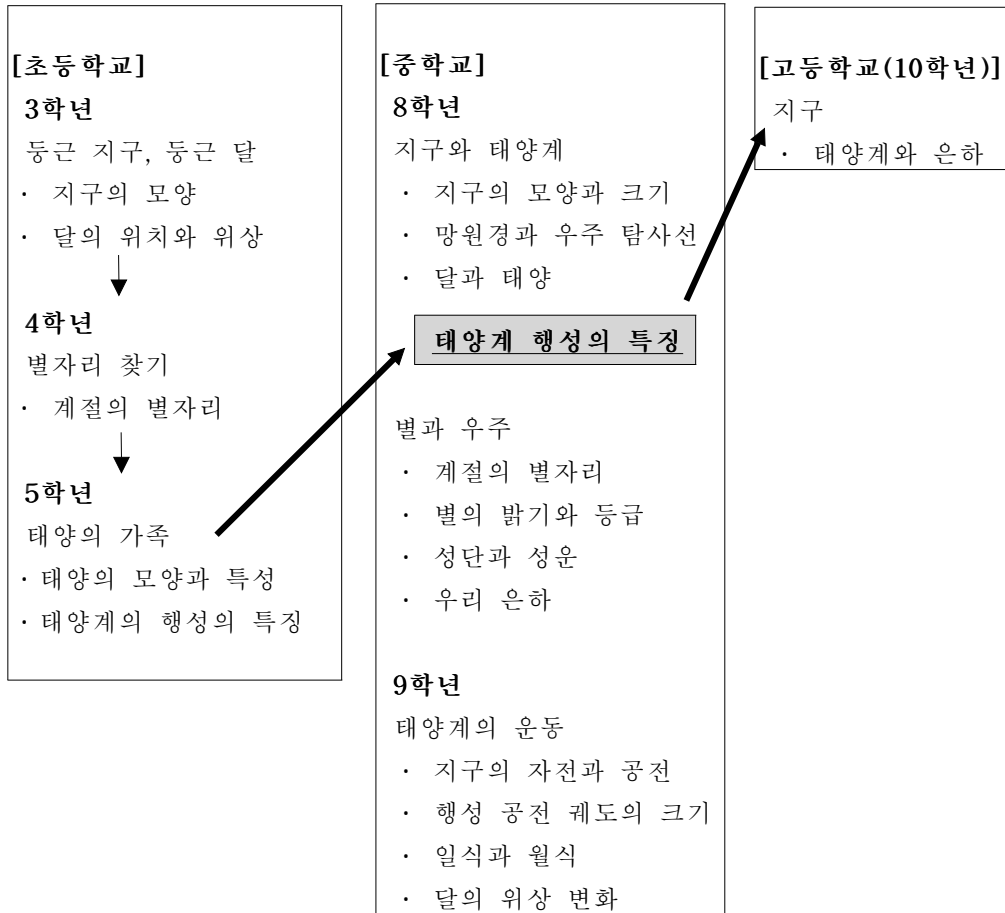 [초등학교]
3학년
둥근 지구, 둥근 달
· 지구의 모양
· 달의 위치와 위상
4학년
별자리 찾기
· 계절의 별자리
5학년
태양의 가족
· 태양의 모양과 특성
· 태양계의 행성의 특징
[중학교]
8학년
지구와 태양계
· 지구의 모양과 크기
· 망원경과 우주 탐사선
· 달과 태양
태양계 행성의 특징
별과 우주
· 계절의 별자리
· 별의 밝기와 등급
· 성단과 성운
· 우리 은하
9학년
태양계의 운동
· 지구의 자전과 공전
· 행성 공전 궤도의 크기
· 일식과 월식
· 달의 위상 변화
[고등학교(10학년)]
지구
· 태양계와 은하